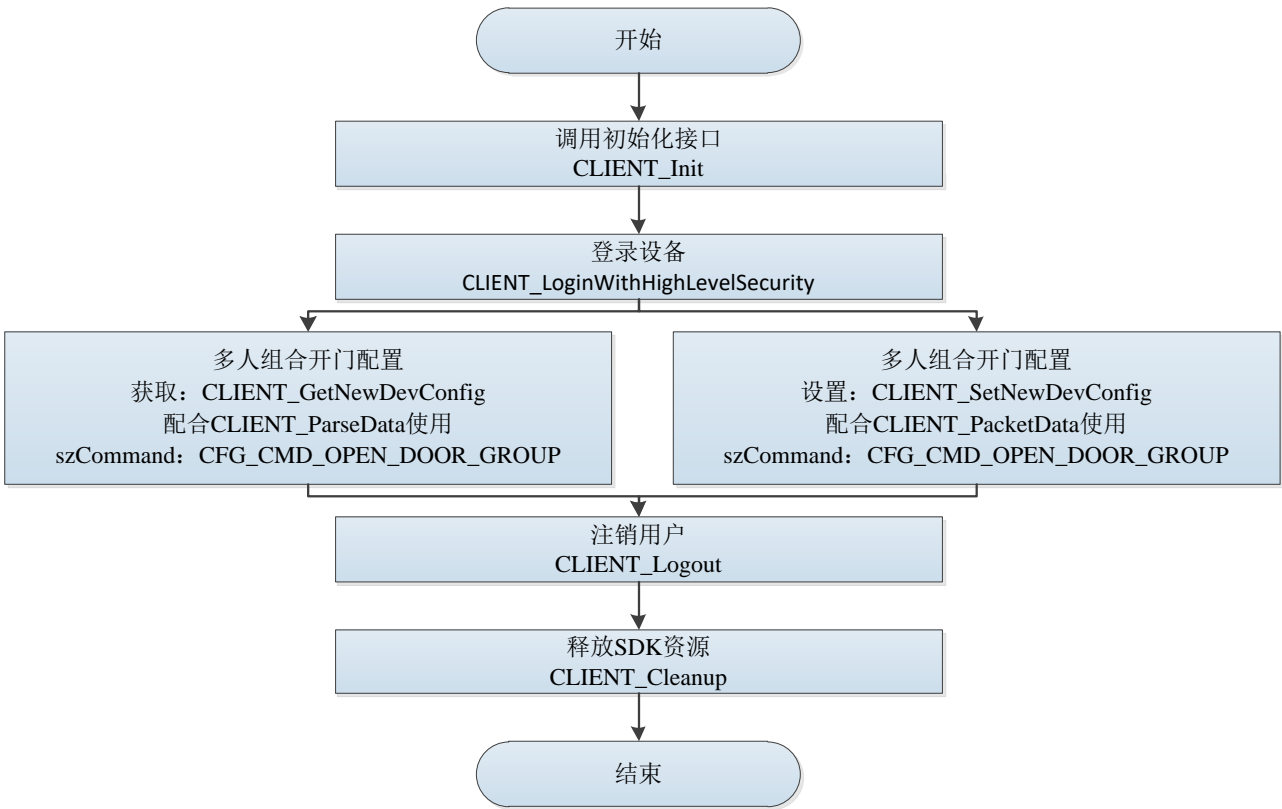 开始
调用初始化接口
CLIENT_Init
登录设备
CLIENT_LoginWithHighLevelSecurity
多人组合开门配置
获取：CLIENT_GetNewDevConfig
配合CLIENT_ParseData使用
szCommand：CFG_CMD_OPEN_DOOR_GROUP
多人组合开门配置
设置：CLIENT_SetNewDevConfig
配合CLIENT_PacketData使用
szCommand：CFG_CMD_OPEN_DOOR_GROUP
注销用户
CLIENT_Logout
释放SDK资源
CLIENT_Cleanup
结束